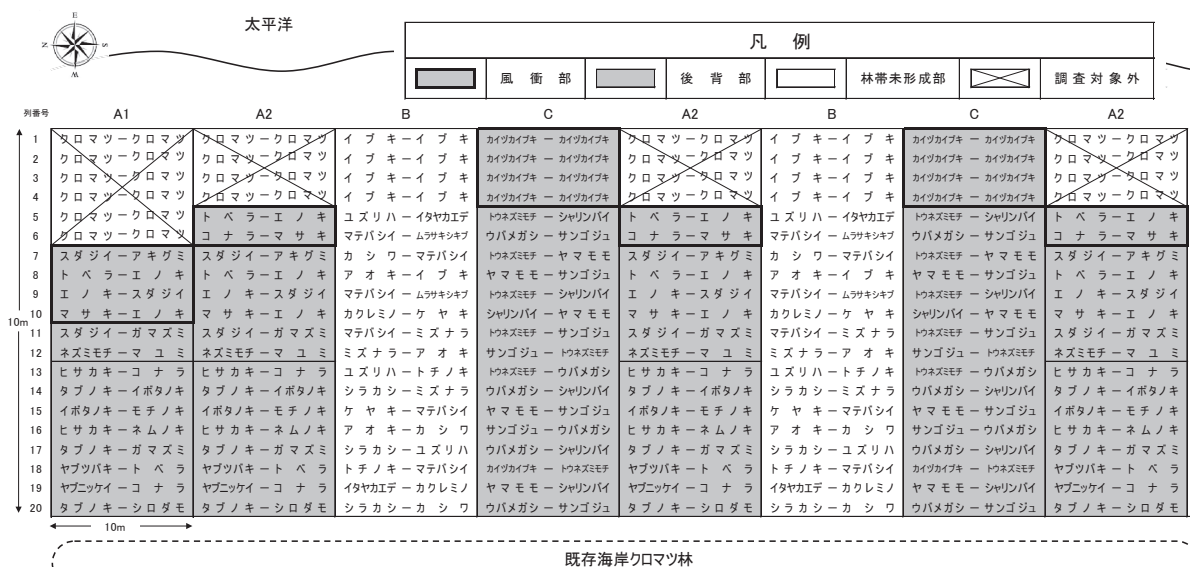 E
N
S
W
太平洋
凡 例
風 衝 部 後 背 部 林帯未形成部 調 査 対 象 外
列番号 A1 A2 B C A2 B C A2
1 クロマツ－クロマツ クロマツ－クロマツ イブキ－イブキ カイヅカイブキ－カイヅカイブキ クロマツ－クロマツ イブキ－イブキ カイヅカイブキ－カイヅカイブキ クロマツ－クロマツ
2 クロマツ－クロマツ クロマツ－クロマツ イブキ－イブキ カイヅカイブキ－カイヅカイブキ クロマツ－クロマツ イブキ－イブキ カイヅカイブキ－カイヅカイブキ クロマツ－クロマツ
3 クロマツ－クロマツ クロマツ－クロマツ イブキ－イブキ カイヅカイブキ－カイヅカイブキ クロマツ－クロマツ イブキ－イブキ カイヅカイブキ－カイヅカイブキ クロマツ－クロマツ
4 クロマツ－クロマツ クロマツ－クロマツ イブキ－イブキ カイヅカイブキ－カイヅカイブキ クロマツ－クロマツ イブキ－イブキ カイヅカイブキ－カイヅカイブキ クロマツ－クロマツ
5 クロマツ－クロマツ トベラ－エノキ ユズリハ－イタヤカエデ トウネズミモチ－シャリンバイ トベラ－エノキ ユズリハ－イタヤカエデ トウネズミモチ－シャリンバイ トベラ－エノキ
6 クロマツ－クロマツ コナラ－マサキ マテバシイ－ムラサキシキブ ウバメガシ－サンゴジュ コナラ－マサキ マテバシイ－ムラサキシキブ ウバメガシ－サンゴジュ コナラ－マサキ
7 スダジイ－アキグミ スダジイ－アキグミ カシワ－マテバシイ トウネズミモチ－ヤマモモ スダジイ－アキグミ カシワ－マテバシイ トウネズミモチ－ヤマモモ スダジイ－アキグミ
8 トベラ－エノキ トベラ－エノキ アオキ－イブキ ヤマモモ－サンゴジュ トベラ－エノキ アオキ－イブキ ヤマモモ－サンゴジュ トベラ－エノキ
9 エノキ－スダジイ エノキ－スダジイ マテバシイ－ムラサキシキブ トウネズミモチ－シャリンバイ エノキ－スダジイ マテバシイ－ムラサキシキブ トウネズミモチ－シャリンバイ エノキ－スダジイ
10 マサキ－エノキ マサキ－エノキ カクレミノ－ケヤキ シャリンバイ－ヤマモモ マサキ－エノキ カクレミノ－ケヤキ シャリンバイ－ヤマモモ マサキ－エノキ
10m
11 スダジイ－ガマズミ スダジイ－ガマズミ マテバシイ－ミズナラ トウネズミモチ－サンゴジュ スダジイ－ガマズミ マテバシイ－ミズナラ トウネズミモチ－サンゴジュ スダジイ－ガマズミ
12 ネズミモチ－マユミ ネズミモチ－マユミ ミズナラ－アオキ サンゴジュ－トウネズミモチ ネズミモチ－マユミ ミズナラ－アオキ サンゴジュ－トウネズミモチ ネズミモチ－マユミ
13 ヒサカキ－コナラ ヒサカキ－コナラ ユズリハ－トチノキ トウネズミモチ－ウバメガシ ヒサカキ－コナラ ユズリハ－トチノキ トウネズミモチ－ウバメガシ ヒサカキ－コナラ
14 タブノキ－イボタノキ タブノキ－イボタノキ シラカシ－ミズナラ ウバメガシ－シャリンバイ タブノキ－イボタノキ シラカシ－ミズナラ ウバメガシ－シャリンバイ タブノキ－イボタノキ
15 イボタノキ－モチノキ イボタノキ－モチノキ ケヤキ－マテバシイ ヤマモモ－サンゴジュ イボタノキ－モチノキ ケヤキ－マテバシイ ヤマモモ－サンゴジュ イボタノキ－モチノキ
16 ヒサカキ－ネムノキ ヒサカキ－ネムノキ アオキ－カシワ サンゴジュ－ウバメガシ ヒサカキ－ネムノキ アオキ－カシワ サンゴジュ－ウバメガシ ヒサカキ－ネムノキ
17 タブノキ－ガマズミ タブノキ－ガマズミ シラカシ－ユズリハ ウバメガシ－シャリンバイ タブノキ－ガマズミ シラカシ－ユズリハ ウバメガシ－シャリンバイ タブノキ－ガマズミ
18 ヤブツバキ－トベラ ヤブツバキ－トベラ トチノキ－マテバシイ カイヅカイブキ－トウネズミモチ ヤブツバキ－トベラ トチノキ－マテバシイ カイヅカイブキ－トウネズミモチ ヤブツバキ－トベラ
19 ヤブニッケイ－コナラ ヤブニッケイ－コナラ イタヤカエデ－カクレミノ ヤマモモ－シャリンバイ ヤブニッケイ－コナラ イタヤカエデ－カクレミノ ヤマモモ－シャリンバイ ヤブニッケイ－コナラ
20 タブノキ－シロダモ タブノキ－シロダモ シラカシ－カシワ ウバメガシ－サンゴジュ タブノキ－シロダモ シラカシ－カシワ ウバメガシ－サンゴジュ タブノキ－シロダモ
10m
既存海岸クロマツ林